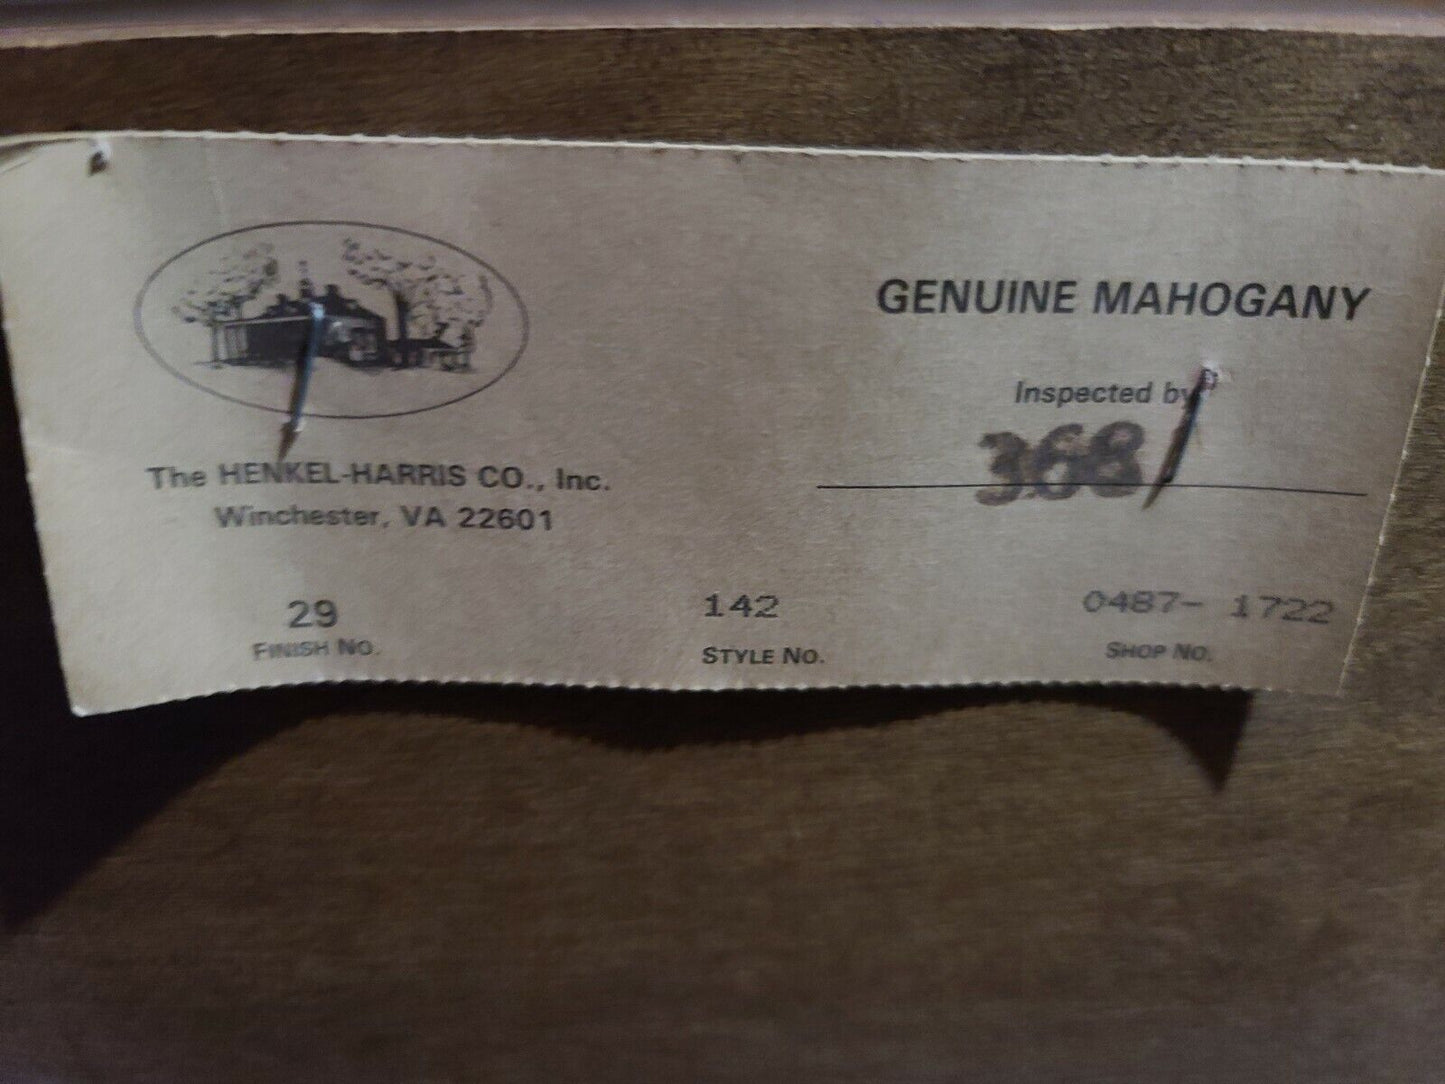 GENUINE MAHOGANY
Inspected by
368
The HENKEL-HARRIS CO., Inc.
Winchester, VA 22601
29
FINISH NO.
142
STYLE NO.
0487- 1722
SHOP NO.